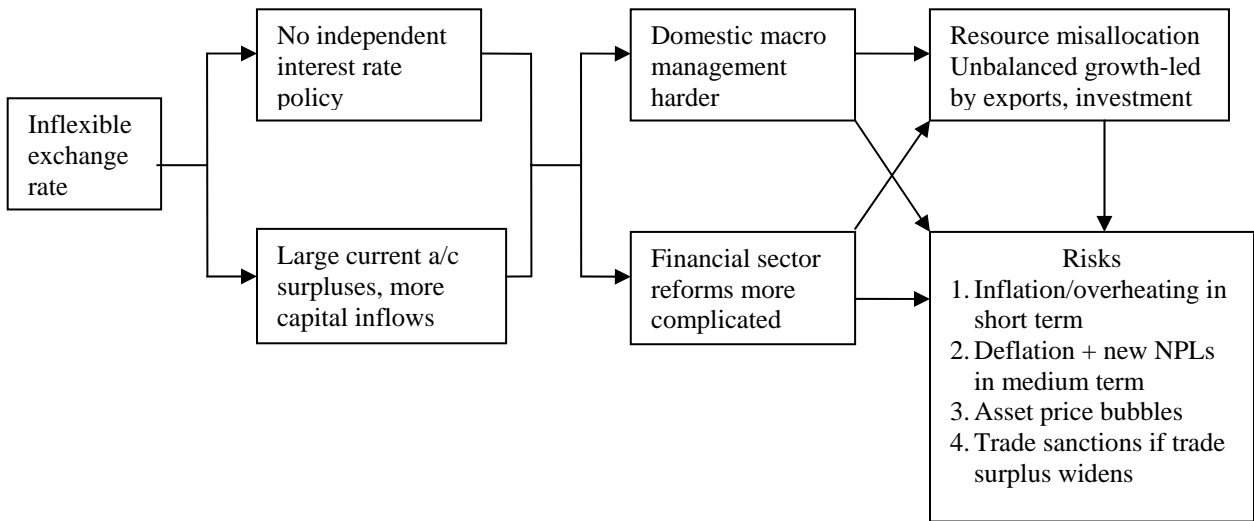 Inflexible
exchange
rate
No independent
interest rate
policy
Large current a/c
surpluses, more
capital inflows
Domestic macro
management
harder
Financial sector
reforms more
complicated
Resource misallocation
Unbalanced growth-led
by exports, investment
Risks
1. Inflation/overheating in
short term
2. Deflation + new NPLs
in medium term
3. Asset price bubbles
4. Trade sanctions if trade
surplus widens